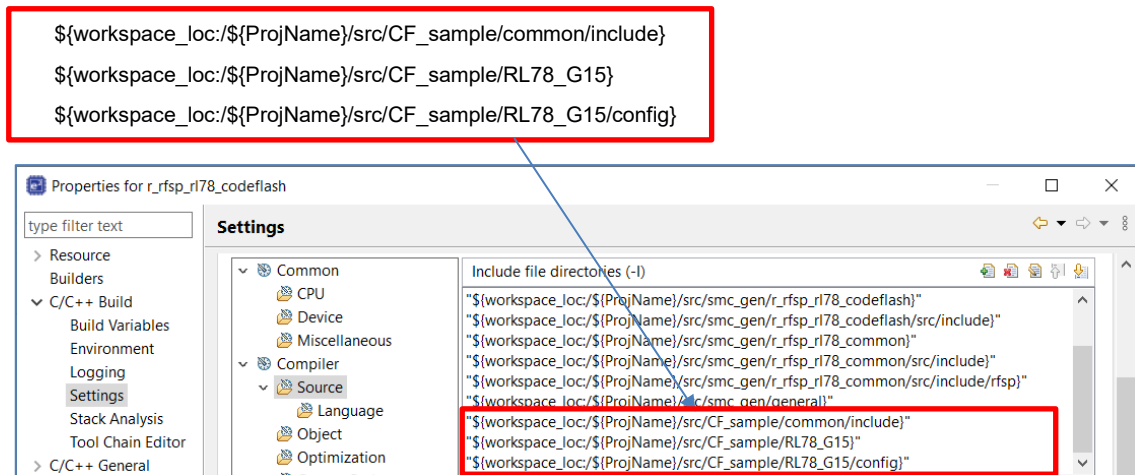 ${workspace_loc:/${ProjName}/src/CF_sample/common/include}
${workspace_loc:/${ProjName}/src/CF_sample/RL78_G15}
${workspace_loc:/${ProjName}/src/CF_sample/RL78_G15/config}
Properties for r_rfsp_rl78_codeflash
type filter text
Settings
Resource
Builders
C/C++ Build
Build Variables
Environment
Logging
Settings
Stack Analysis
Tool Chain Editor
C/C++ General
Common
CPU
Device
Miscellaneous
Compiler
Source
Language
Object
Optimization
Include file directories (-I)
"${workspace_loc:/${ProjName}/src/smc_gen/r_rfsp_rl78_codeflash}"
"${workspace_loc:/${ProjName}/src/smc_gen/r_rfsp_rl78_codeflash/src/include}"
"${workspace_loc:/${ProjName}/src/smc_gen/r_rfsp_rl78_common}"
"${workspace_loc:/${ProjName}/src/smc_gen/r_rfsp_rl78_common/src/include}"
"${workspace_loc:/${ProjName}/src/smc_gen/r_rfsp_rl78_common/src/include/rfsp}"
"${workspace_loc:/${ProjName}/src/smc_gen/general}"
"${workspace_loc:/${ProjName}/src/CF_sample/common/include}"
"${workspace_loc:/${ProjName}/src/CF_sample/RL78_G15}"
"${workspace_loc:/${ProjName}/src/CF_sample/RL78_G15/config}"